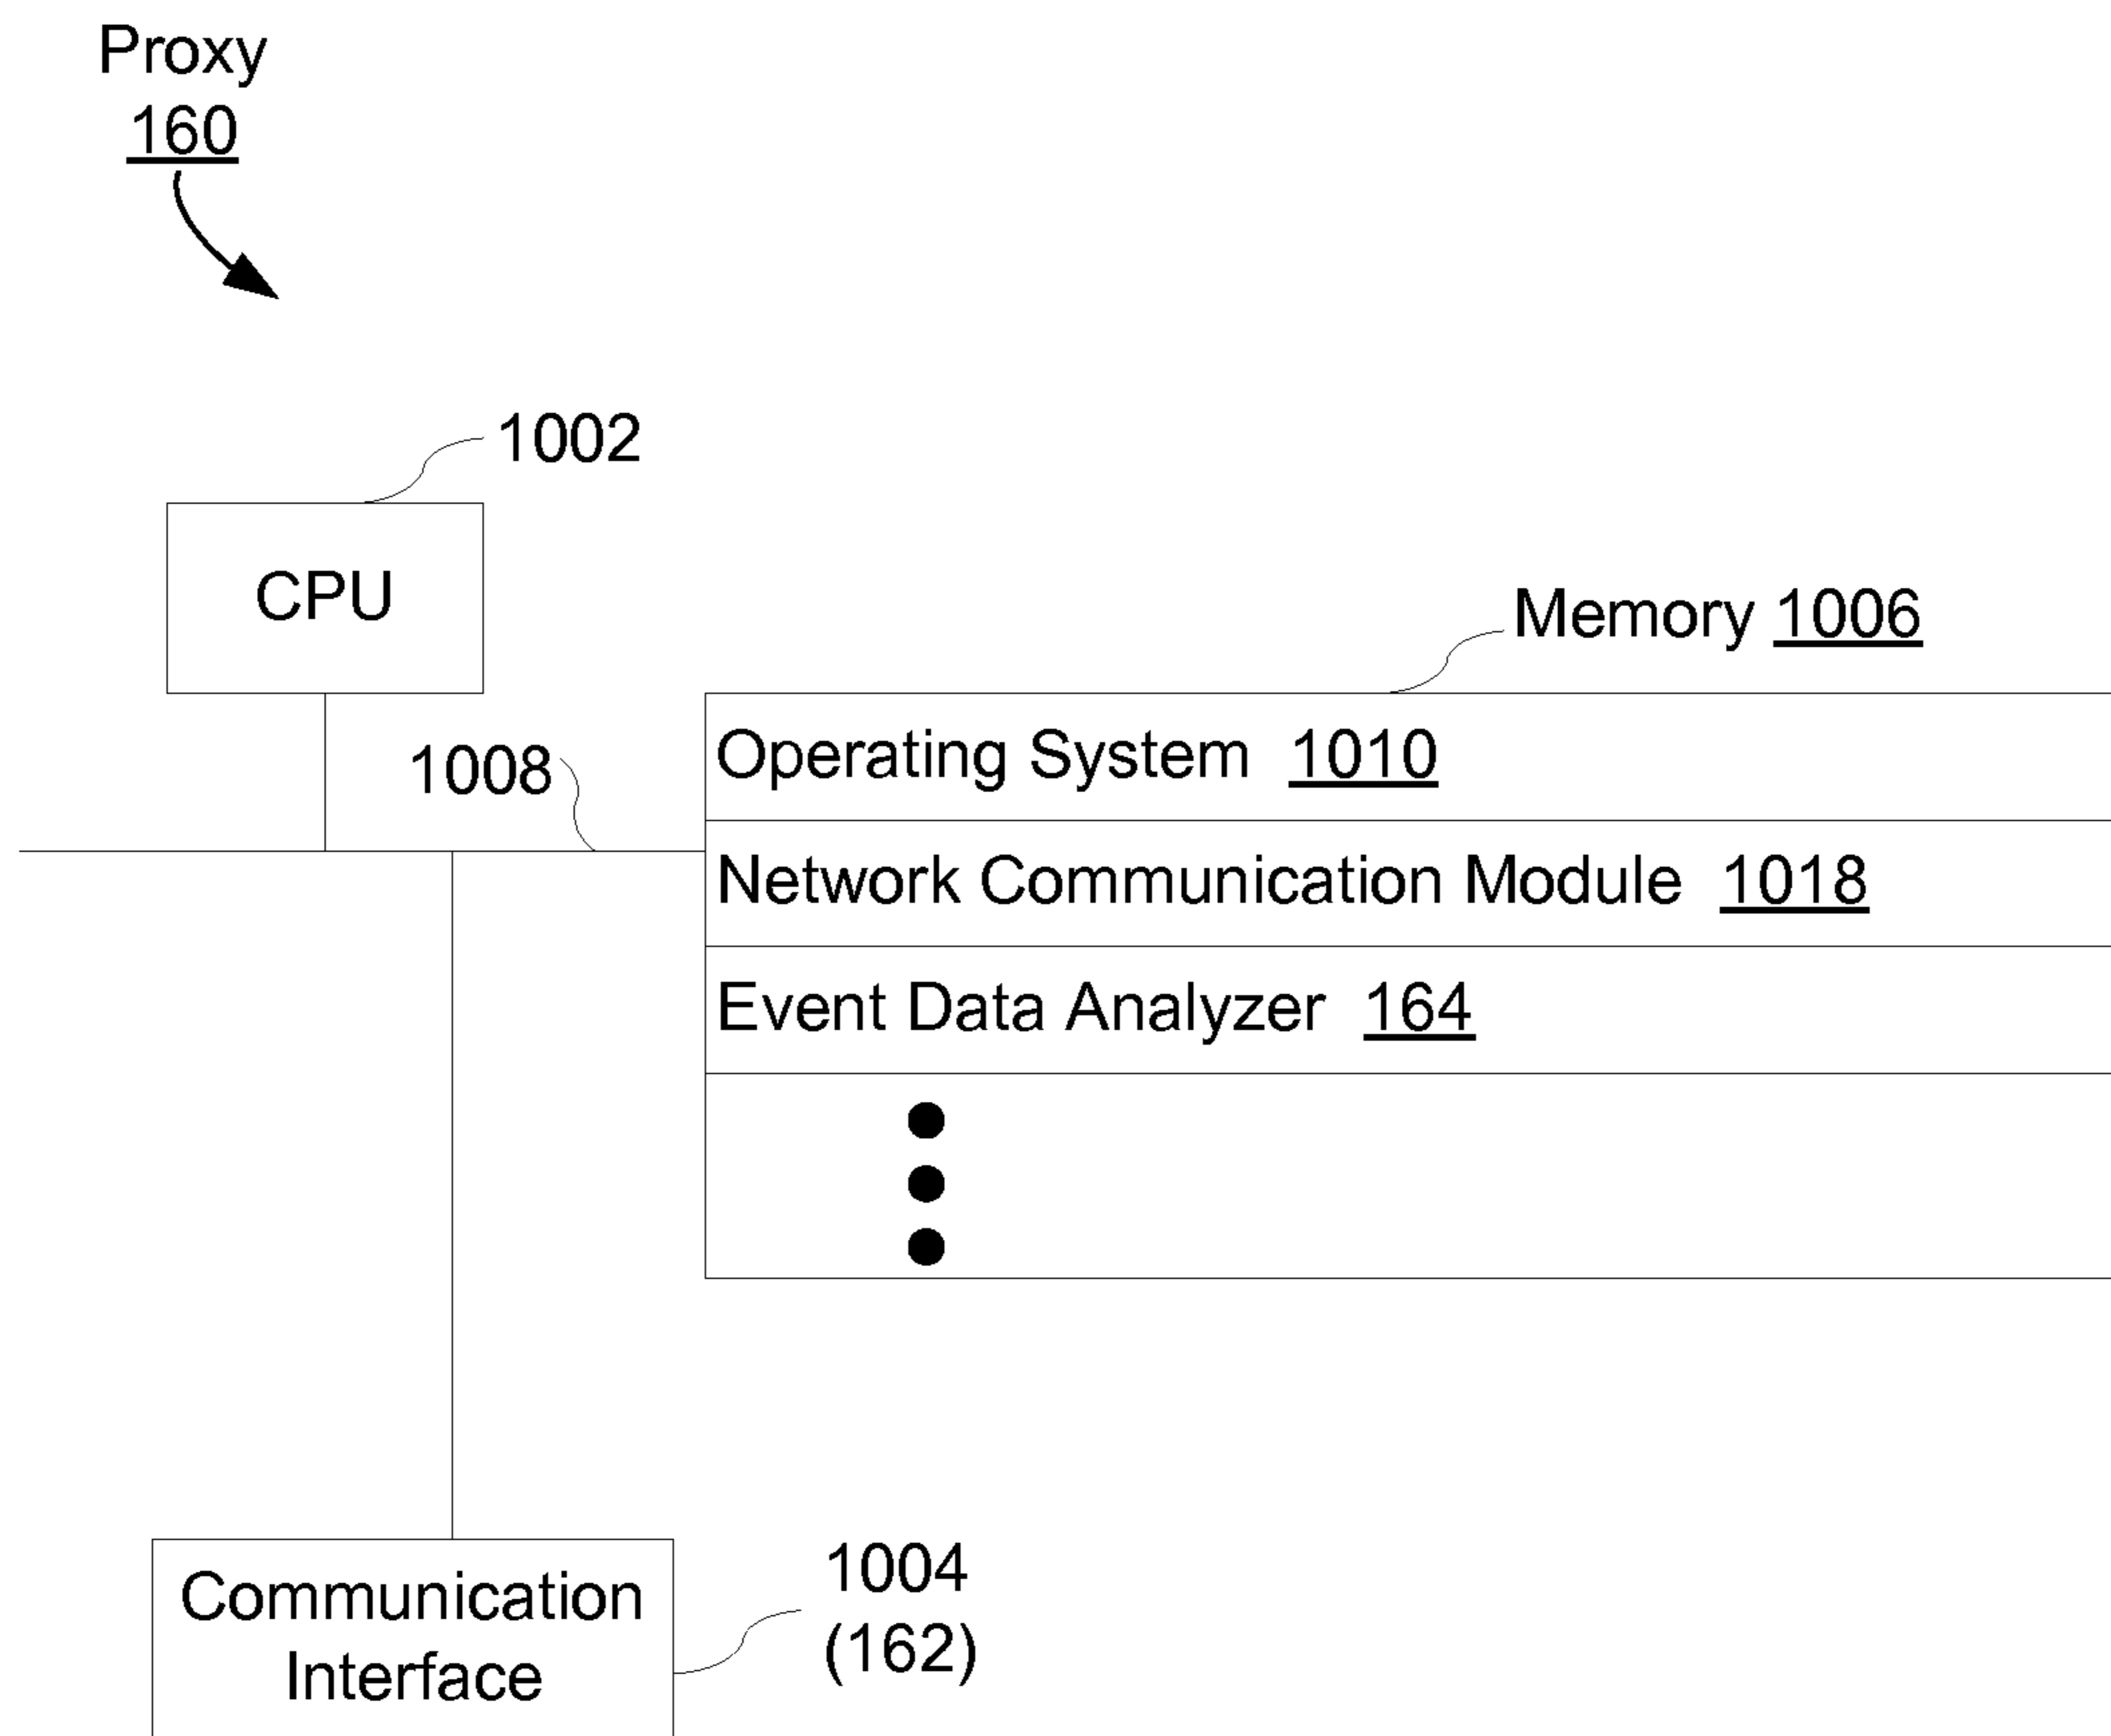 Proxy
160
1002
CPU
Memory 1006
1008
Operating System 1010
Network Communication Module 1018
Event Data Analyzer 164
Communication
Interface
1004
(162)